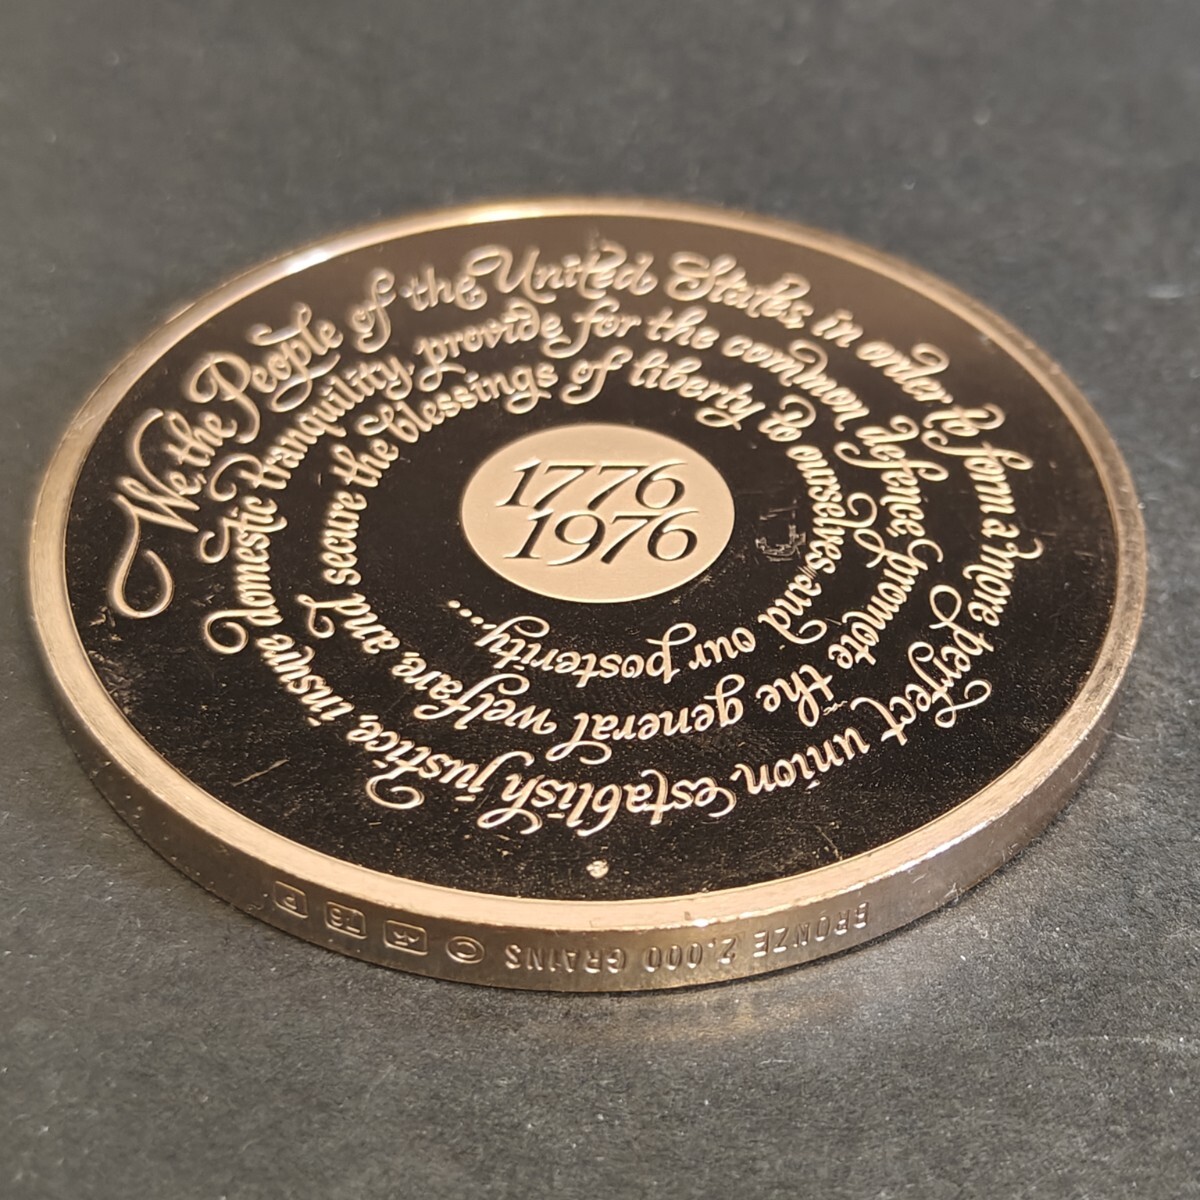 We, the People of the United States, in order to form a more perfect union, establish justice, insure domestic tranquility, provide for the common defence, promote the general welfare, and secure the blessings of liberty to ourselves and our posterity...
1776
1976
BRONZE 2,000 GRAINS © 76 P